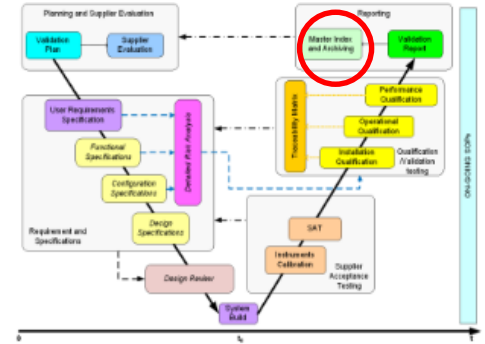 Planning and Supplier Evaluation
Reporting
Validation
Plan
Supplier
Evaluation
Master Index
and Archiving
Validation
Report
User Requirements
Specification
Functional
Specifications
Configuration
Specifications
Design
Specifications
Detailed Risk Analysis
Requirement and
Specifications
Traceability Matrix
Performance
Qualification
Operational
Qualification
Installation
Qualification
Qualification
/Validation
testing
SAT
Instruments
Calibration
Supplier
Acceptance
Testing
Design Review
System
Build
ON-GOING SOPs
0
t